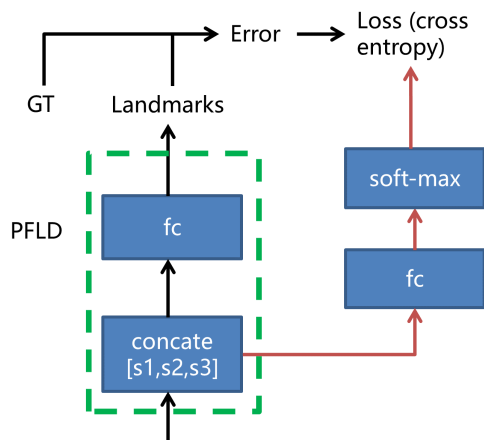 Error
Loss (cross
entropy)
GT
Landmarks
soft-max
PFLD
fc
fc
concate
[s1,s2,s3]